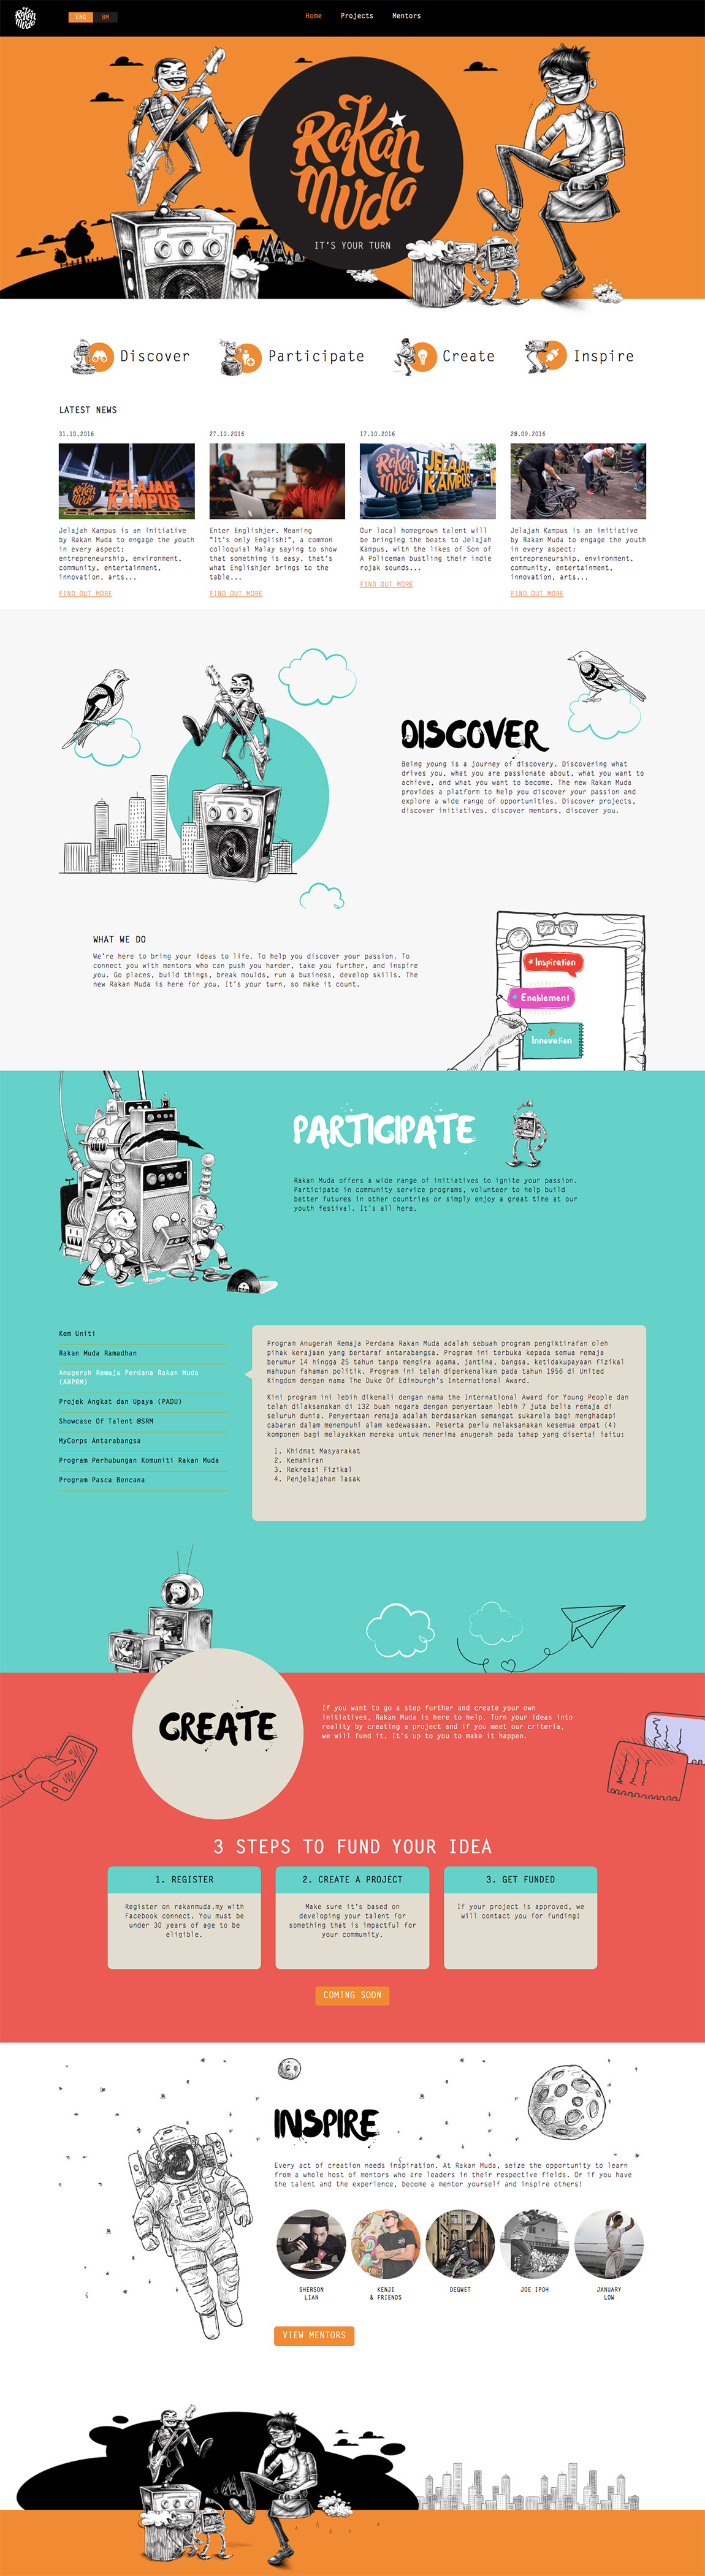 Rakan Muda
ENG
BM
Home
Projects
Mentors
Rakan
Muda
IT'S YOUR TURN
Discover
Participate
Create
Inspire
LATEST NEWS
31.10.2016
Rakan Muda
JELAJAH
KAMPUS
Jelajah Kampus is an initiative
by Rakan Muda to engage the youth
in every aspect:
entrepreneurship, environment,
community, entertainment,
innovation, arts...
FIND OUT MORE
27.10.2016
Enter Englishjer. Meaning
"It's only English!", a common
colloquial Malay saying to show
that something is easy, that's
what Englishjer brings to the
table...
FIND OUT MORE
17.10.2016
Rakan Muda
JELAJAH
KAMPUS
Our local homegrown talent will
be bringing the beats to Jelajah
Kampus, with the likes of Son of
A Policeman bustling their indie
rojak sounds...
FIND OUT MORE
28.09.2016
Jelajah Kampus is an initiative
by Rakan Muda to engage the youth
in every aspect:
entrepreneurship, environment,
community, entertainment,
innovation, arts...
FIND OUT MORE
DISCOVER
Being young is a journey of discovery. Discovering what
drives you, what you are passionate about, what you want to
achieve, and what you want to become. The new Rakan Muda
provides a platform to help you discover your passion and
explore a wide range of opportunities. Discover projects,
discover initiatives, discover mentors, discover you.
WHAT WE DO
We're here to bring your ideas to life. To help you discover your passion. To
connect you with mentors who can push you harder, take you further, and inspire
you. Go places, build things, break moulds, run a business, develop skills. The
new Rakan Muda is here for you. It's your turn, so make it count.
Inspiration
Enablement
Innovation
PARTICIPATE
Rakan Muda offers a wide range of initiatives to ignite your passion.
Participate in community service programs, volunteer to help build
better futures in other countries or simply enjoy a great time at our
youth festival. It's all here.
Kem Uniti
Rakan Muda Ramadhan
Anugerah Remaja Perdana Rakan Muda
(ARPRM)
Projek Angkat dan Upaya (PADU)
Showcase Of Talent @SRM
MyCorps Antarabangsa
Program Perhubungan Komuniti Rakan Muda
Program Pasca Bencana
Program Anugerah Remaja Perdana Rakan Muda adalah sebuah program pengiktirafan oleh
pihak kerajaan yang bertaraf antarabangsa. Program ini terbuka kepada semua remaja
berumur 14 hingga 25 tahun tanpa mengira agama, jantina, bangsa, ketidakupayaan fizikal
mahupun fahaman politik. Program ini telah diperkenalkan pada tahun 1956 di United
Kingdom dengan nama The Duke Of Edinburgh's International Award.
Kini program ini lebih dikenali dengan nama the International Award for Young People dan
telah dilaksanakan di 132 buah negara dengan penyertaan lebih 7 juta belia remaja di
seluruh dunia. Penyertaan remaja adalah berdasarkan semangat sukarela bagi menghadapi
cabaran dalam menempuhi alam kedewasaan. Peserta perlu melaksanakan kesemua empat (4)
komponen bagi melayakkan mereka untuk menerima anugerah pada tahap yang disertai iaitu:
1. Khidmat Masyarakat
2. Kemahiran
3. Rekreasi Fizikal
4. Penjelajahan lasak
CREATE
If you want to go a step further and create your own
initiatives, Rakan Muda is here to help. Turn your ideas into
reality by creating a project and if you meet our criteria,
we will fund it. It's up to you to make it happen.
3 STEPS TO FUND YOUR IDEA
1. REGISTER
Register on rakanmuda.my with
Facebook connect. You must be
under 30 years of age to be
eligible.
2. CREATE A PROJECT
Make sure it's based on
developing your talent for
something that is impactful for
your community.
3. GET FUNDED
If your project is approved, we
will contact you for funding!
COMING SOON
INSPIRE
Every act of creation needs inspiration. At Rakan Muda, seize the opportunity to learn
from a whole host of mentors who are leaders in their respective fields. Or if you have
the talent and the experience, become a mentor yourself and inspire others!
SHERSON
LIAN
KENJI
& FRIENDS
DEGWET
JOE IPOH
JANUARY
LOW
VIEW MENTORS